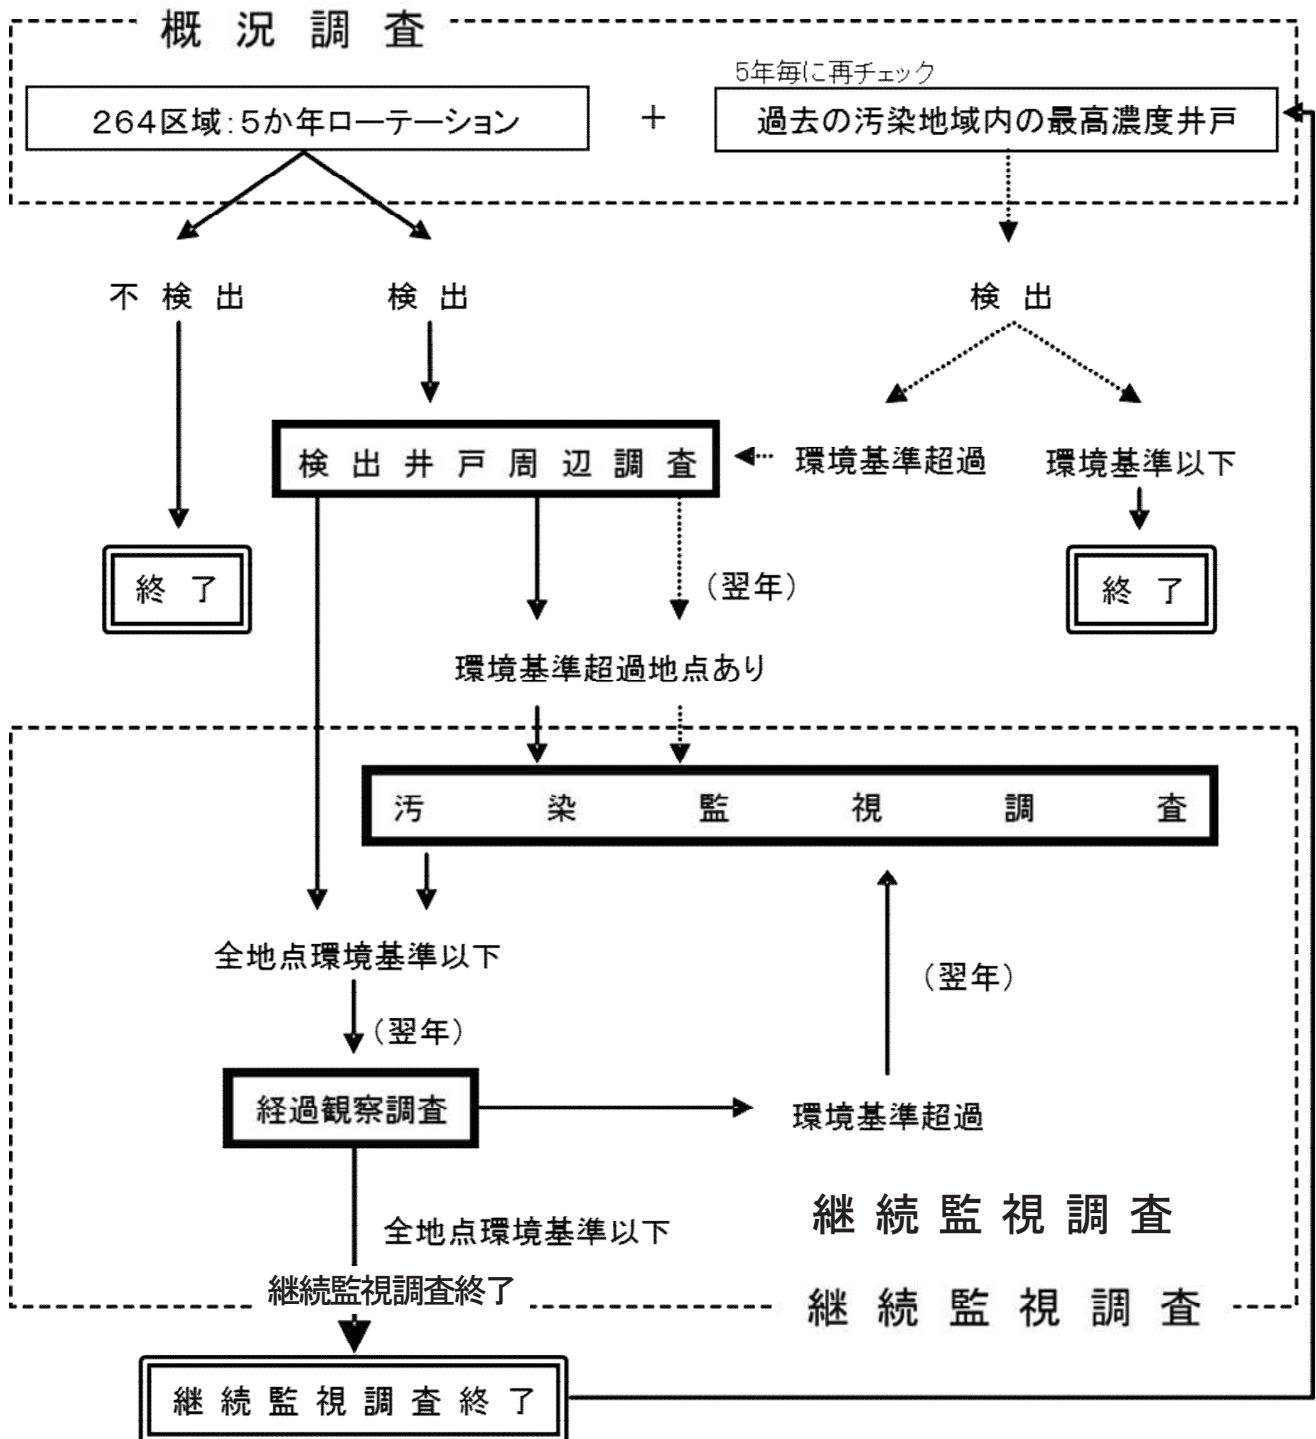 概況調査
5年毎に再チェック
264区域:5か年ローテーション
+
過去の汚染地域内の最高濃度井戸
不検出
検出
検出
検出井戸周辺調査
環境基準超過
環境基準以下
終了
(翌年)
終了
環境基準超過地点あり
汚染監視調査
全地点環境基準以下
(翌年)
(翌年)
経過観察調査
環境基準超過
継続監視調査
全地点環境基準以下
継続監視調査終了
継続監視調査
継続監視調査終了